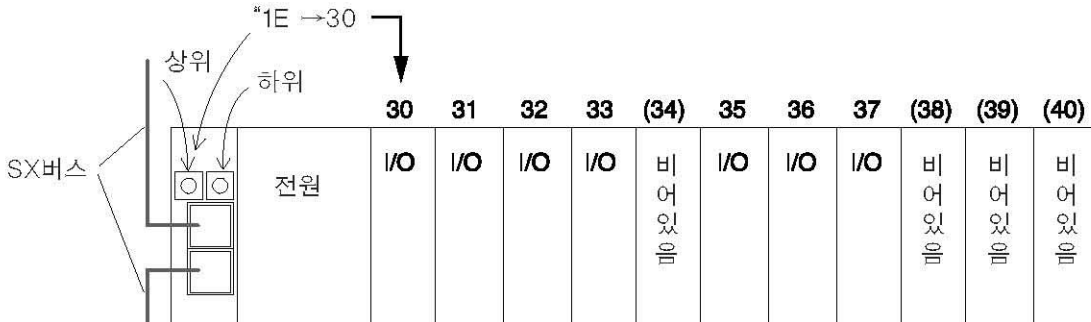 “1E →30
상위
하위
30 31 32 33 (34) 35 36 37 (38) (39) (40)
SX버스
전원
I/O I/O I/O I/O 비어있음 I/O I/O I/O 비어있음 비어있음 비어있음